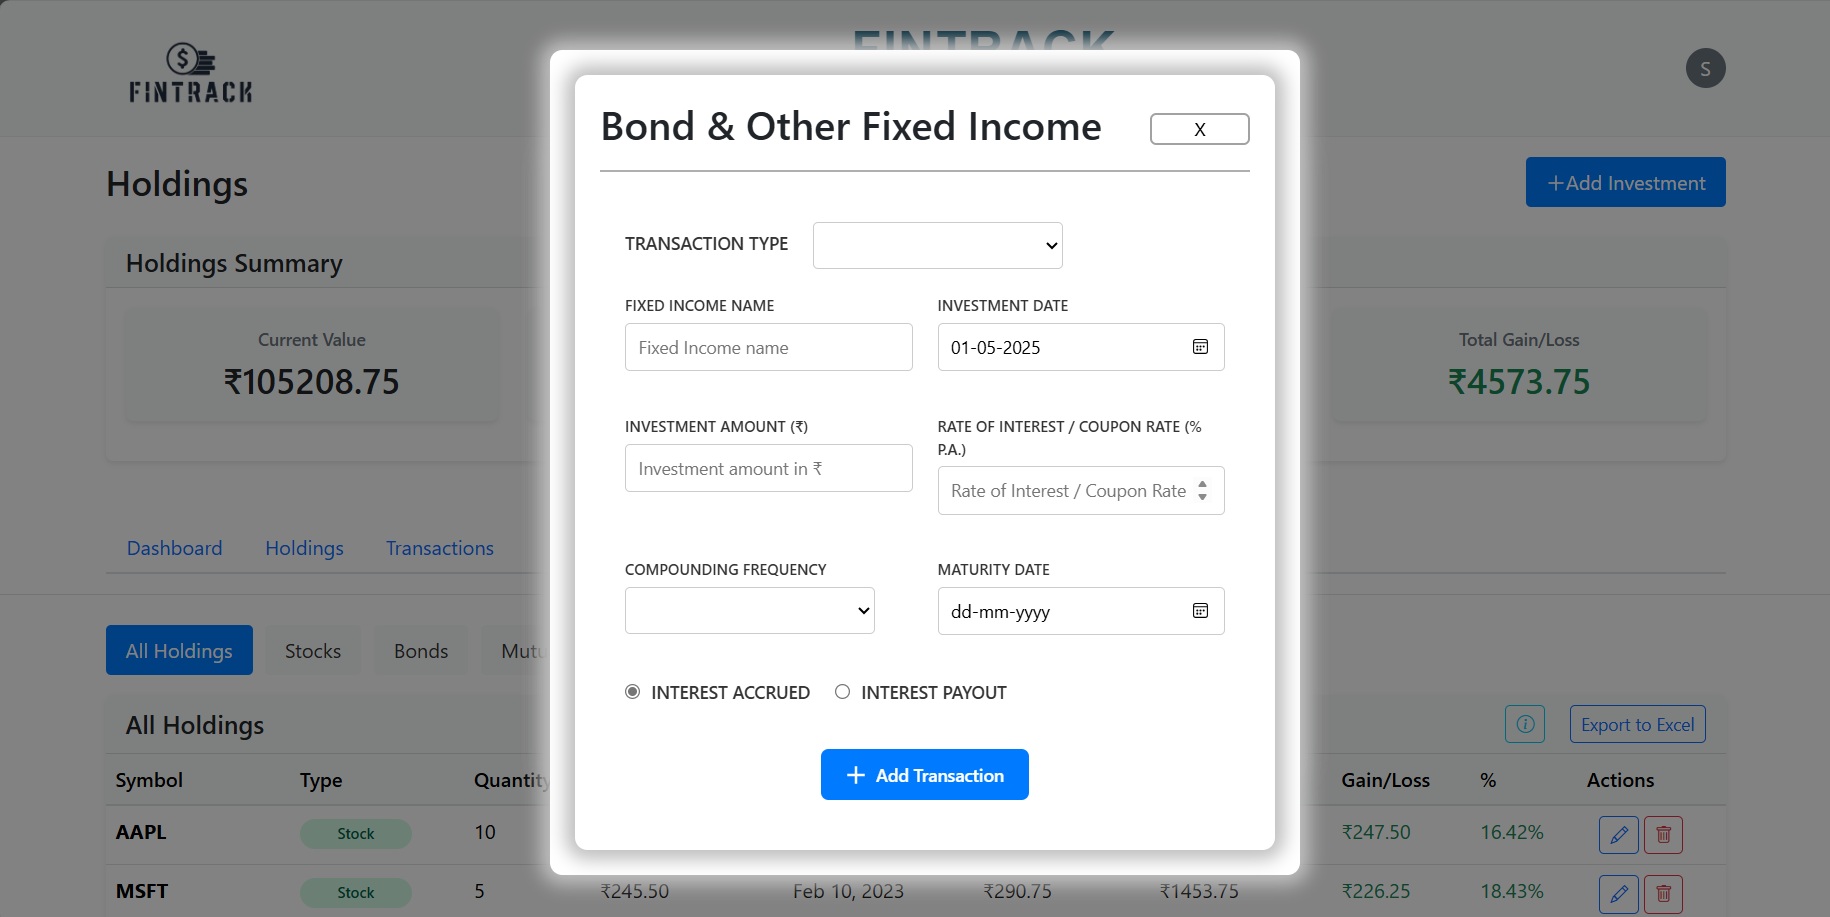 FINTRACK
$
FINTRACK
S
Bond & Other Fixed Income
X
Holdings
+Add Investment
TRANSACTION TYPE
Holdings Summary
FIXED INCOME NAME
INVESTMENT DATE
Fixed Income name
01-05-2025
Current Value
₹105208.75
Total Gain/Loss
₹4573.75
INVESTMENT AMOUNT (₹)
RATE OF INTEREST / COUPON RATE (%
P.A.)
Investment amount in ₹
Rate of Interest / Coupon Rate
Dashboard Holdings Transactions
COMPOUNDING FREQUENCY
MATURITY DATE
dd-mm-yyyy
All Holdings Stocks Bonds
INTEREST ACCRUED INTEREST PAYOUT
All Holdings
Export to Excel
+ Add Transaction
Symbol Type Quantity Gain/Loss % Actions
AAPL Stock 10 ₹247.50 16.42%
MSFT Stock 5 ₹245.50 Feb 10, 2023 ₹290.75 ₹1453.75 ₹226.25 18.43%